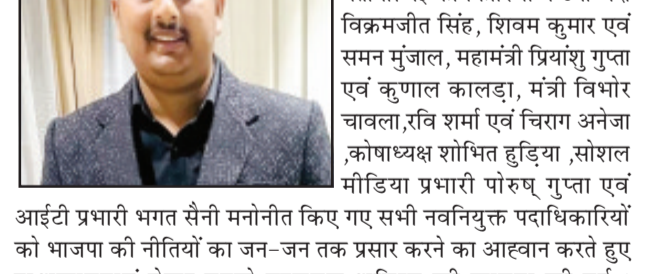 विक्रमजीत सिंह, शिवम कुमार एवं
समन मुंजाल, महामंत्री प्रियांशु गुप्ता
एवं कुणाल कालड़ा, मंत्री विभोर
चावला,रवि शर्मा एवं चिराग अनेजा
,कोषाध्यक्ष शोभित हुड़िया ,सोशल
मीडिया प्रभारी पोरुष् गुप्ता एवं
आईटी प्रभारी भगत सैनी मनोनीत किए गए सभी नवनियुक्त पदाधिकारियों
को भाजपा की नीतियों का जन-जन तक प्रसार करने का आह्वान करते हुए